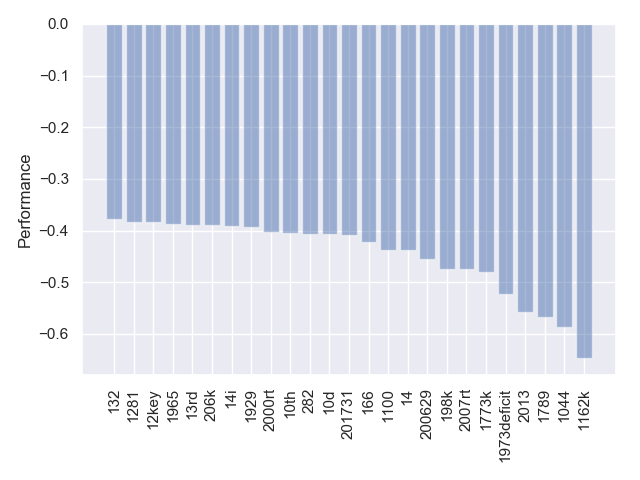 0.0
−0.1
−0.2
−0.3
−0.4
−0.5
−0.6
Performance
132
1281
12key
1965
13rd
206k
14i
1929
2000rt
10th
282
10d
201731
166
1100
14
200629
198k
2007rt
1773k
1973deficit
2013
1789
1044
1162k